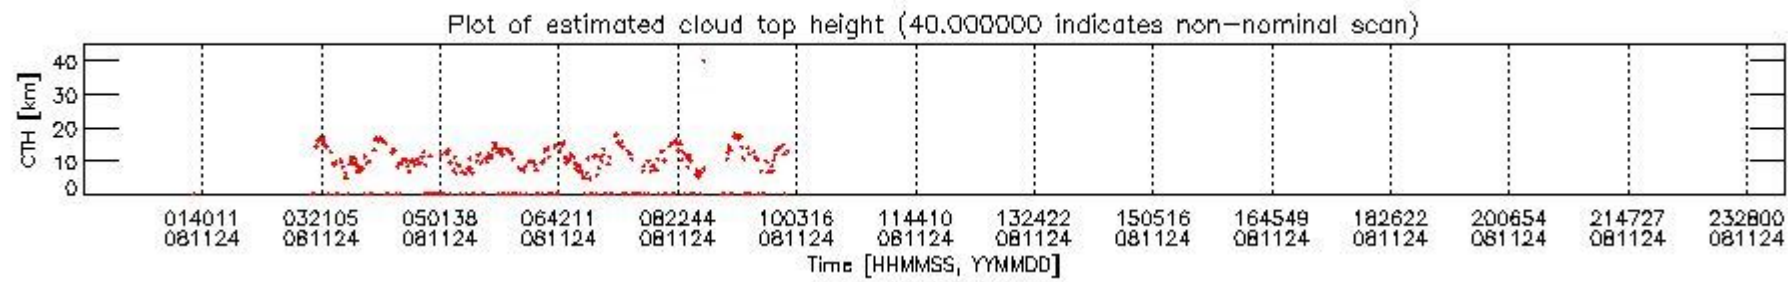 Plot of estimated cloud top height (40.000000 indicates non-nominal scan)
40
30
20
10
0
CTH [km]
014011 032105 050138 064211 082244 100316 114410 132422 150516 164549 182622 200654 214727 232800
081124 081124 081124 081124 081124 081124 081124 081124 081124 081124 081124 081124 081124 081124
Time [HHMMSS, YYMMDD]